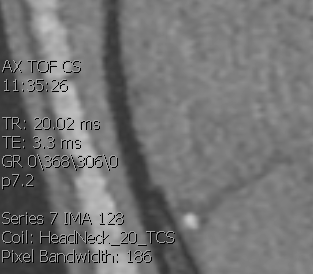 AX TOF CS
11:35:26
TR: 20.02 ms
TE: 3.3 ms
GR 0\368\306\0
p7.2
Series 7 IMA 128
Coil: HeadNeck_20_TCS
Pixel Bandwidth: 186